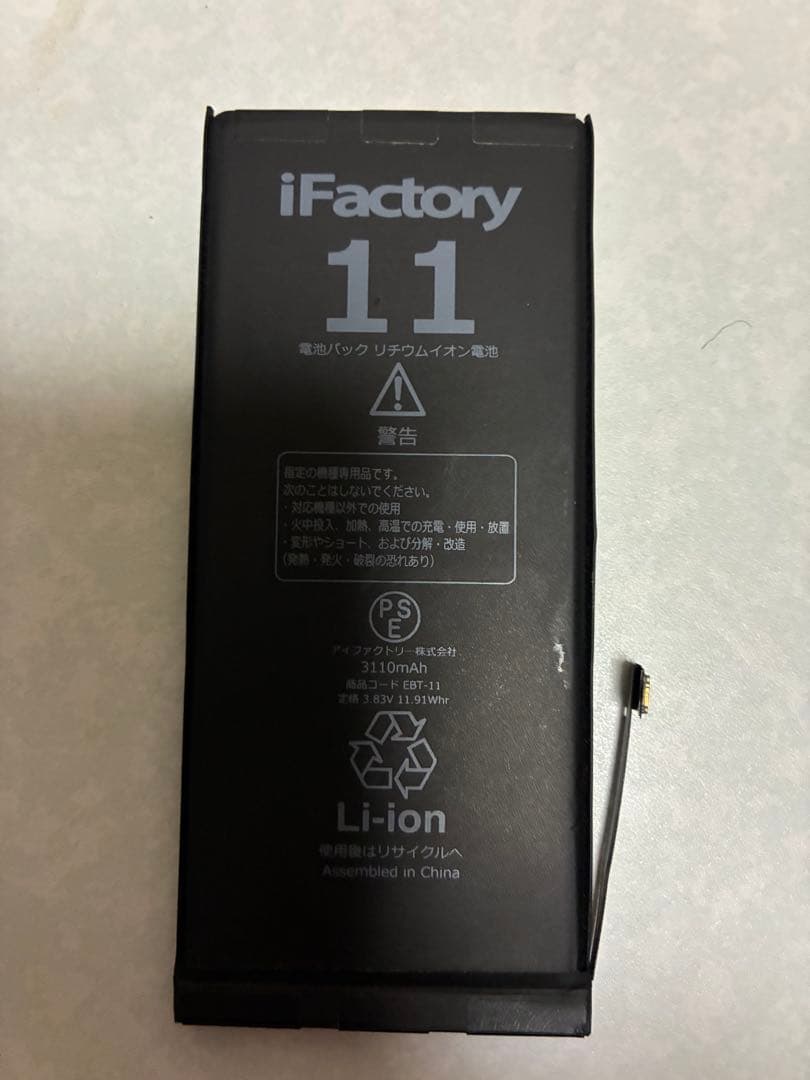 iFactory
11
電池パック リチウムイオン電池
警告
指定の機種専用品です。
次のことはしないでください。
・対応機種以外での使用
・火中投入、加熱、高温での充電・使用・放置
・変形やショート、および分解・改造
(発熱・発火・破裂の恐れあり)
PS
E
アイファクトリー株式会社
3110mAh
商品コード EBT-11
定格 3.83V 11.91Whr
Li-ion
使用後はリサイクルへ
Assembled in China